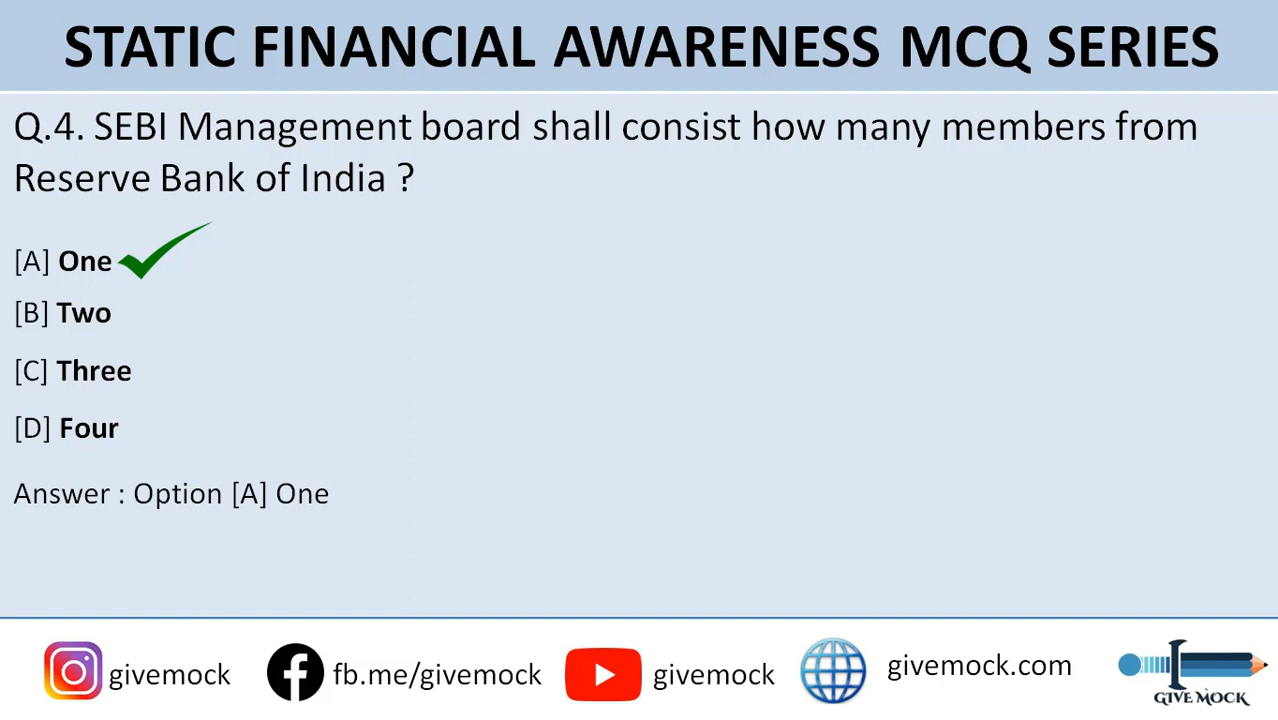 STATIC FINANCIAL AWARENESS MCQ SERIES
Q.4. SEBI Management board shall consist how many members from
Reserve Bank of India ?
[A] One
[B] Two
[C] Three
[D] Four
Answer : Option [A] One
givemock
fb.me/givemock
givemock
givemock.com
GIVE MOCK